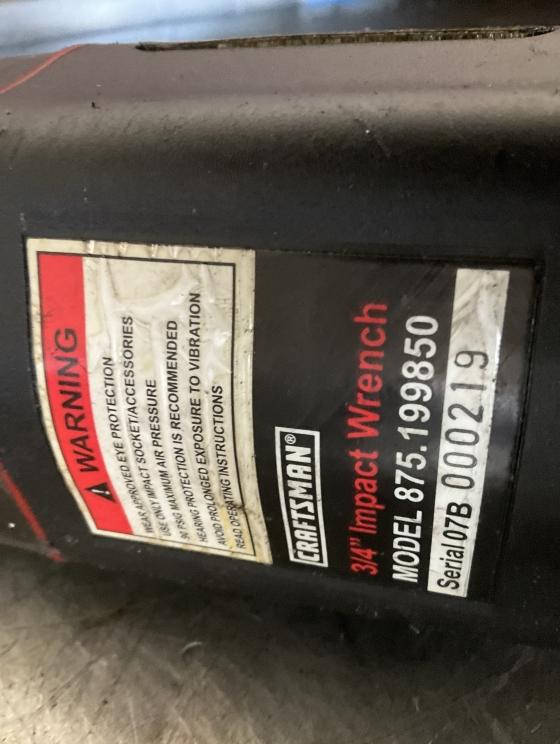 ⚠ WARNING
WEAR APPROVED EYE PROTECTION
USE ONLY IMPACT SOCKET/ACCESSORIES
90 PSIG MAXIMUM AIR PRESSURE
HEARING PROTECTION IS RECOMMENDED
AVOID PROLONGED EXPOSURE TO VIBRATION
READ OPERATING INSTRUCTIONS
CRAFTSMAN®
3/4" Impact Wrench
MODEL 875.199850
Serial 07B 000219